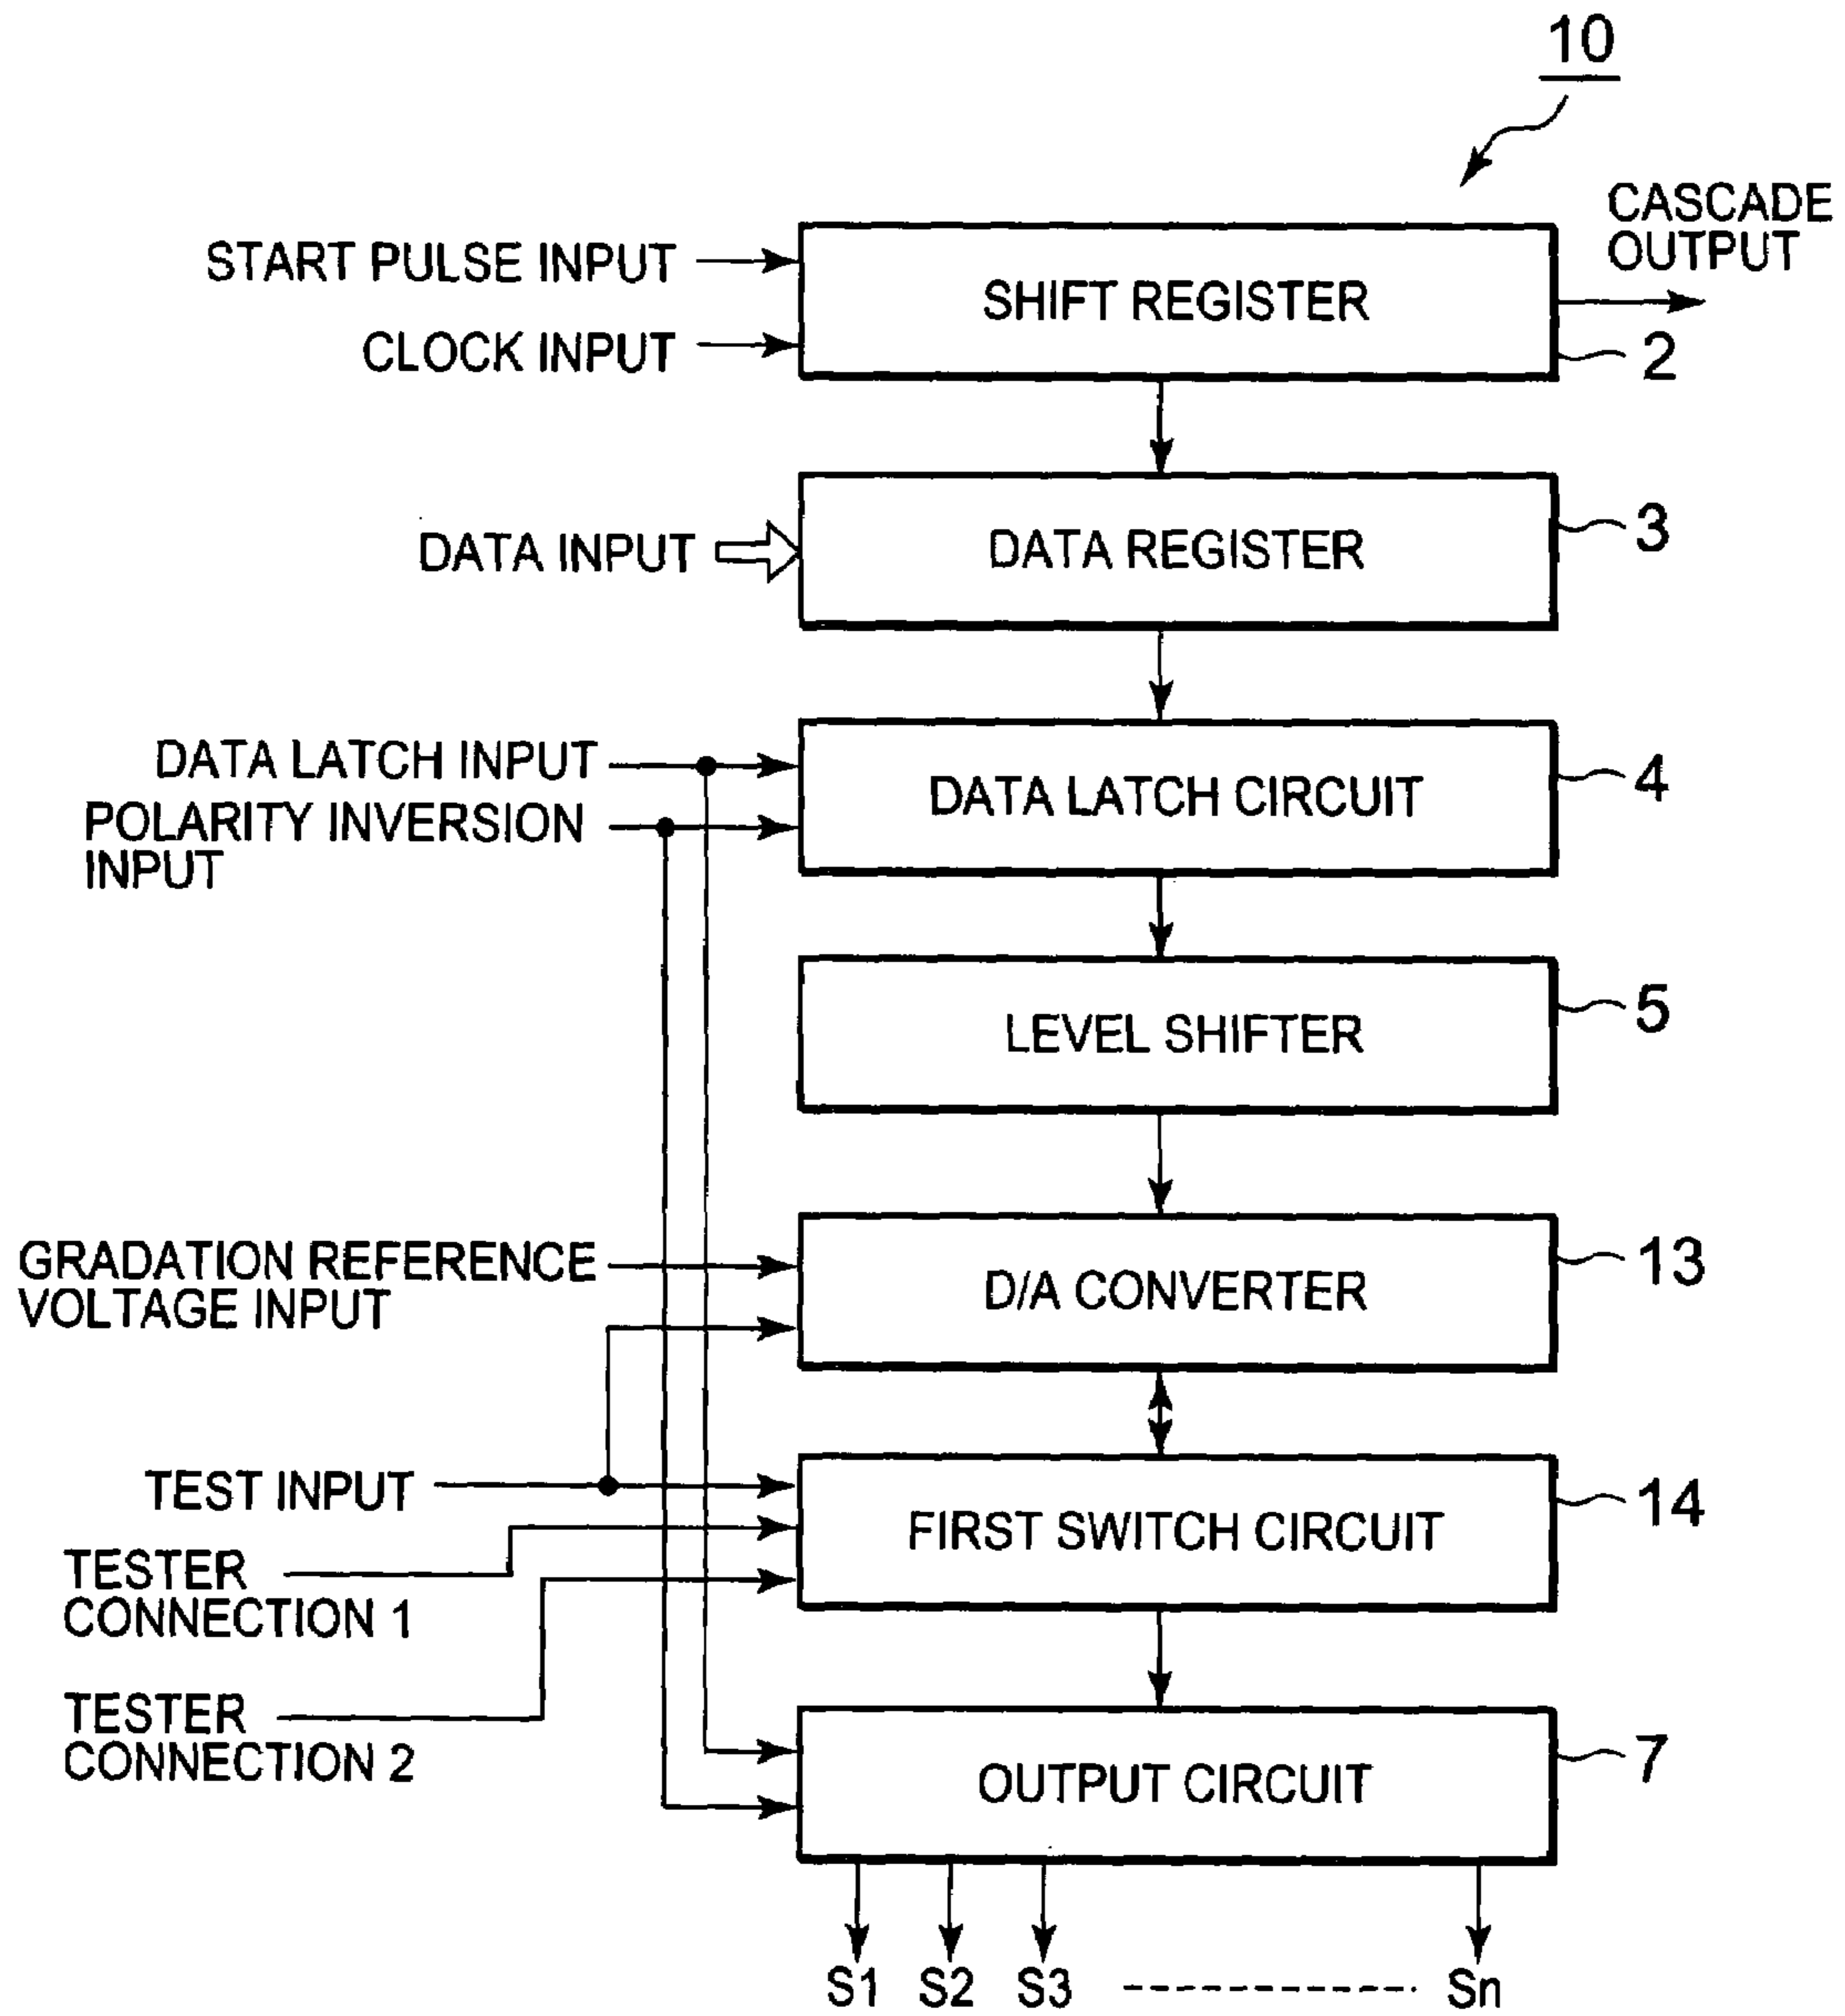 10
CASCADE
OUTPUT
START PULSE INPUT
SHIFT REGISTER
CLOCK INPUT
2
DATA INPUT
DATA REGISTER
3
DATA LATCH INPUT
POLARITY INVERSION
INPUT
DATA LATCH CIRCUIT
4
LEVEL SHIFTER
5
GRADATION REFERENCE
VOLTAGE INPUT
D/A CONVERTER
13
TEST INPUT
FIRST SWITCH CIRCUIT
14
TESTER
CONNECTION 1
TESTER
CONNECTION 2
OUTPUT CIRCUIT
7
S1 S2 S3 Sn